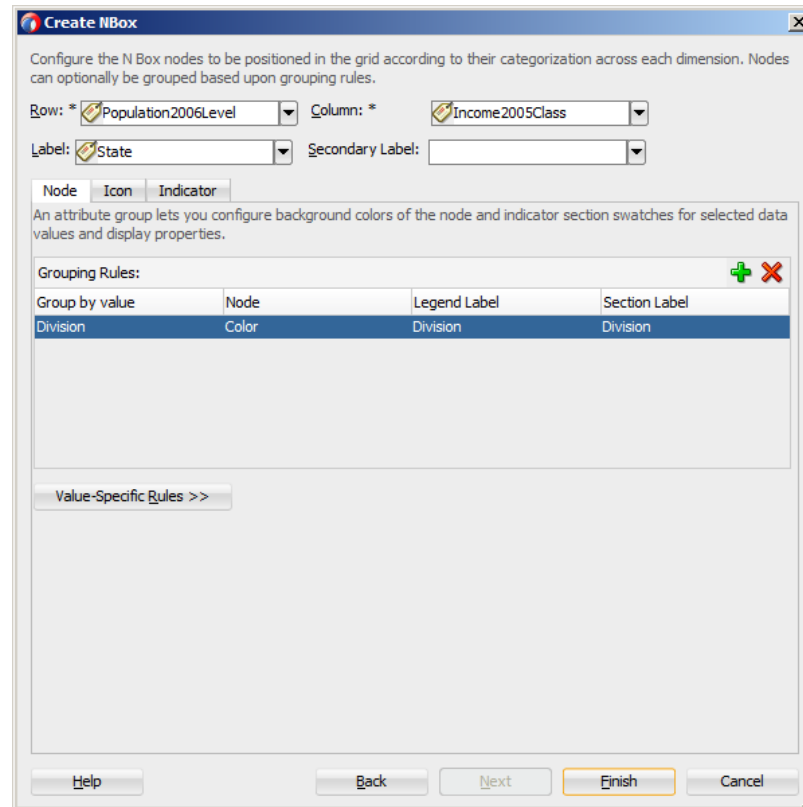 Create NBox
Configure the N Box nodes to be positioned in the grid according to their categorization across each dimension. Nodes
can optionally be grouped based upon grouping rules.
Row: * Population2006Level Column: * Income2005Class
Label: State Secondary Label:
Node Icon Indicator
An attribute group lets you configure background colors of the node and indicator section swatches for selected data
values and display properties.
Grouping Rules:
Group by value Node Legend Label Section Label
Division Color Division Division
Value-Specific Rules >>
Help Back Next Finish Cancel